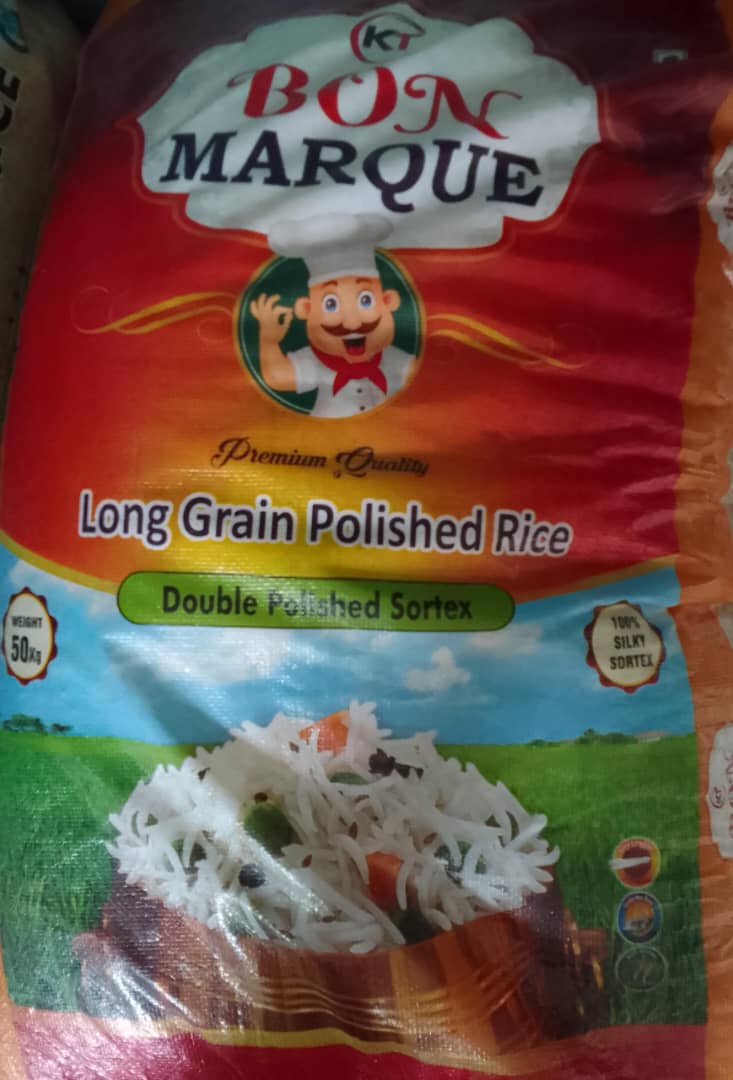 KT
BON
MARQUE
Premium Quality
Long Grain Polished Rice
Double Polished Sortex
WEIGHT
50Kg
100%
SILKY
SORTEX